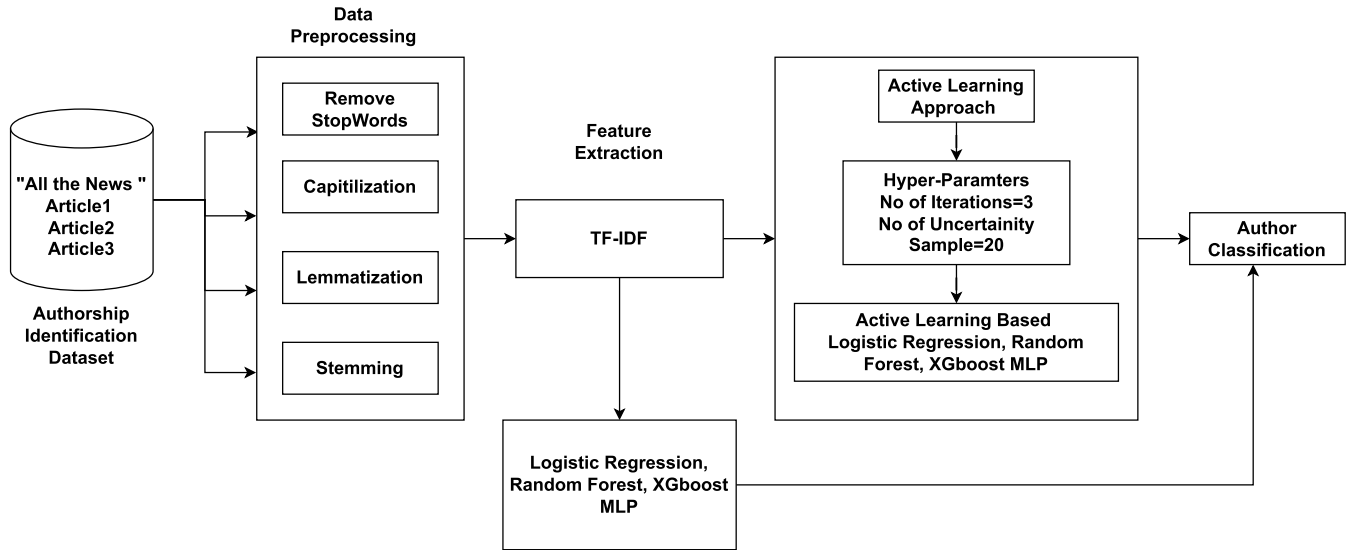 Data
Preprocessing
"All the News "
Article1
Article2
Article3
Authorship
Identification
Dataset
Remove
StopWords
Capitilization
Lemmatization
Stemming
Feature
Extraction
TF-IDF
Logistic Regression,
Random Forest, XGboost
MLP
Active Learning
Approach
Hyper-Paramters
No of Iterations=3
No of Uncertainity
Sample=20
Active Learning Based
Logistic Regression, Random
Forest, XGboost MLP
Author
Classification